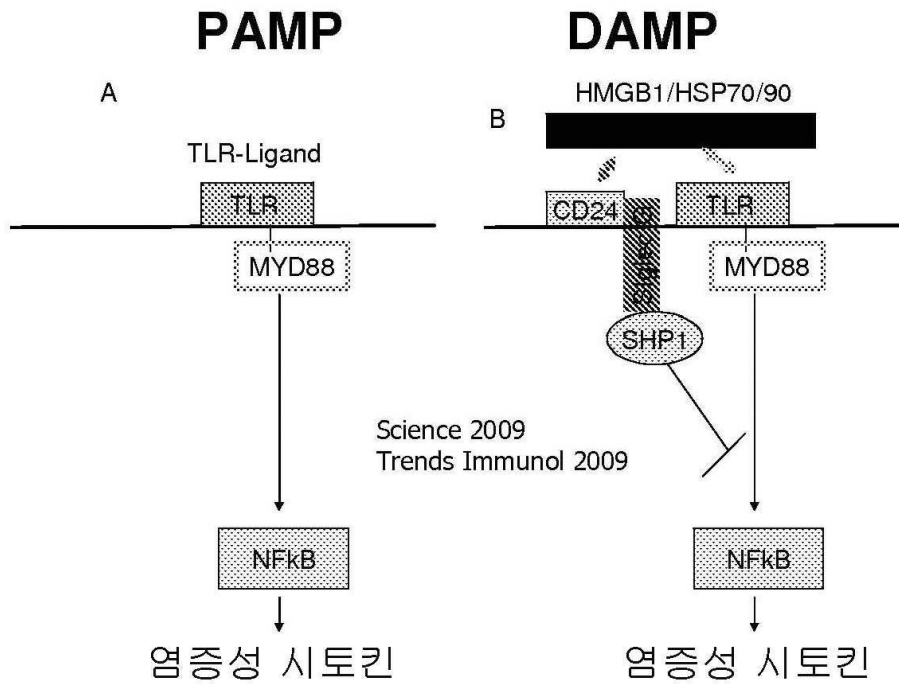 PAMP
DAMP
A
TLR-Ligand
TLR
MYD88
NFkB
염증성 시토킨
B
HMGB1/HSP70/90
CD24
TLR
MYD88
SHP1
Science 2009
Trends Immunol 2009
NFkB
염증성 시토킨